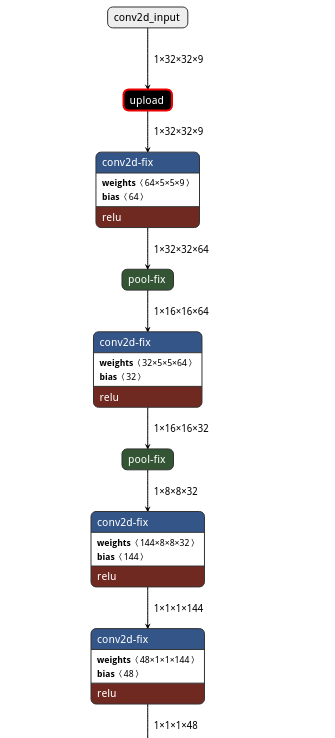 conv2d_input
1×32×32×9
upload
1×32×32×9
conv2d-fix
weights ⟨64×5×5×9⟩
bias ⟨64⟩
relu
1×32×32×64
pool-fix
1×16×16×64
conv2d-fix
weights ⟨32×5×5×64⟩
bias ⟨32⟩
relu
1×16×16×32
pool-fix
1×8×8×32
conv2d-fix
weights ⟨144×8×8×32⟩
bias ⟨144⟩
relu
1×1×1×144
conv2d-fix
weights ⟨48×1×1×144⟩
bias ⟨48⟩
relu
1×1×1×48